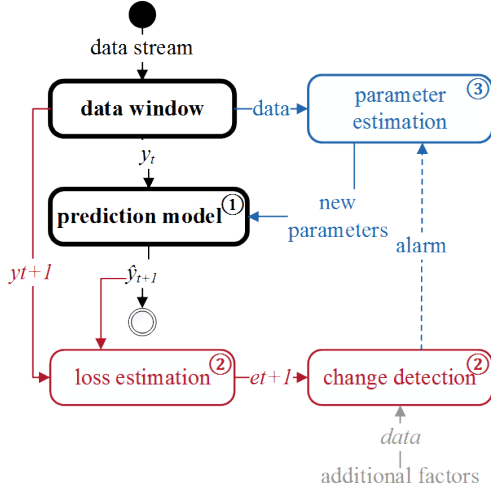 data stream
data window
data
parameter
estimation
③
y_t
prediction model
①
new
parameters
alarm
yt+1
ŷ_{t+1}
loss estimation
②
et+1
change detection
②
data
additional factors